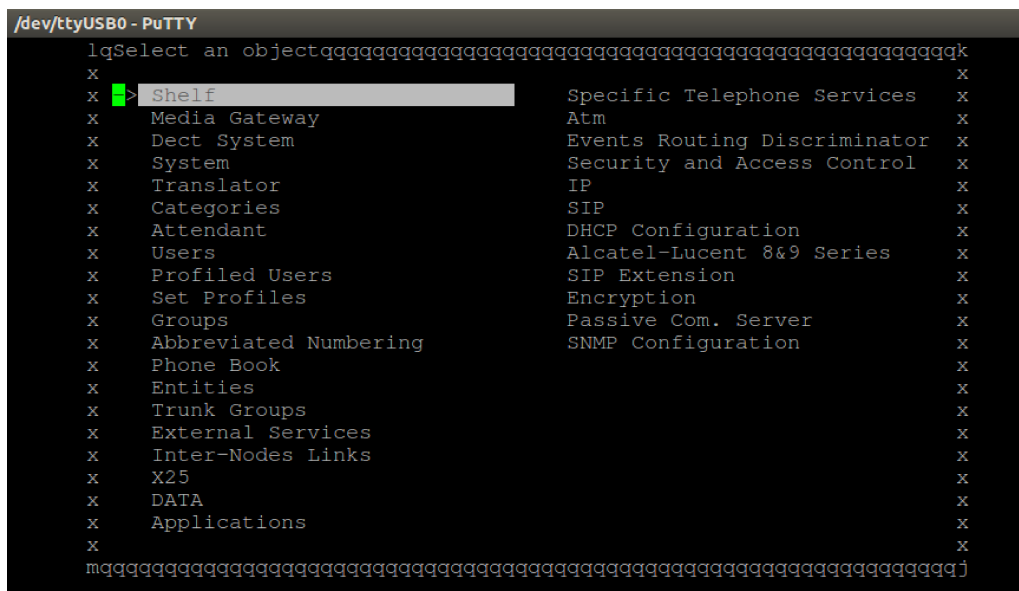 /dev/ttyUSB0 - PuTTY
lqSelect an objectqqqqqqqqqqqqqqqqqqqqqqqqqqqqqqqqqqqqqqqqqqqqqqqqqk
x x
x -> Shelf Specific Telephone Services x
x Media Gateway Atm x
x Dect System Events Routing Discriminator x
x System Security and Access Control x
x Translator IP x
x Categories SIP x
x Attendant DHCP Configuration x
x Users Alcatel-Lucent 8&9 Series x
x Profiled Users SIP Extension x
x Set Profiles Encryption x
x Groups Passive Com. Server x
x Abbreviated Numbering SNMP Configuration x
x Phone Book x
x Entities x
x Trunk Groups x
x External Services x
x Inter-Nodes Links x
x X25 x
x DATA x
x Applications x
x x
mqqqqqqqqqqqqqqqqqqqqqqqqqqqqqqqqqqqqqqqqqqqqqqqqqqqqqqqqqqqqqqqqqqj